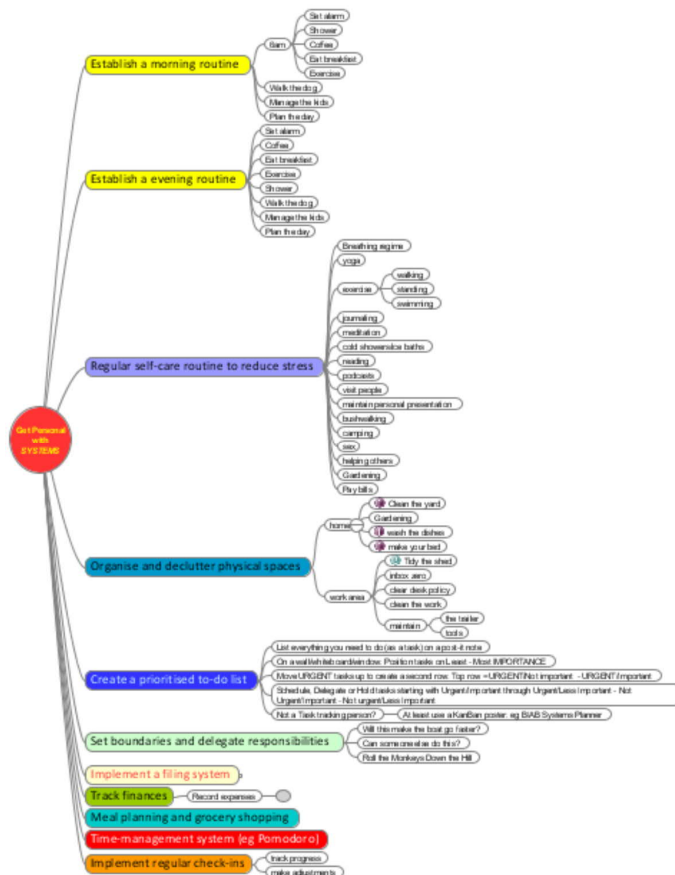 Get Personal
with
SYSTEMS
Establish a morning routine
6am
Set alarm
Shower
Coffee
Eat breakfast
Exercise
Walk the dog
Manage the kids
Plan the day
Establish a evening routine
Set alarm
Coffee
Eat breakfast
Exercise
Shower
Walk the dog
Manage the kids
Plan the day
Regular self-care routine to reduce stress
Breathing regime
yoga
exercise
walking
standing
swimming
journaling
meditation
cold showers/ice baths
reading
podcasts
visit people
maintain personal presentation
bushwalking
camping
sex
helping others
Gardening
Pay bills
Organise and declutter physical spaces
home
Clean the yard
Gardening
wash the dishes
make your bed
work area
Tidy the shed
inbox zero
clear desk policy
clean the work
maintain
the trailer
tools
Create a prioritised to-do list
List everything you need to do (as a task) on a post-it note
On a wall/whiteboard/window: Position tasks on Least - Most IMPORTANCE
Move URGENT tasks up to create a second row: Top row = URGENT/Not important - URGENT/Important
Schedule, Delegate or Hold tasks starting with Urgent/Important through Urgent/Less Important - Not
Urgent/Important - Not urgent/Less Important
Not a Task tracking person?
At least use a KanBan poster: eg BIAB Systems Planner
Set boundaries and delegate responsibilities
Will this make the boat go faster?
Can someone else do this?
Roll the Monkeys Down the Hill
Implement a filing system
Track finances
Record expenses
Meal planning and grocery shopping
Time-management system (eg Pomodoro)
Implement regular check-ins
track progress
make adjustments